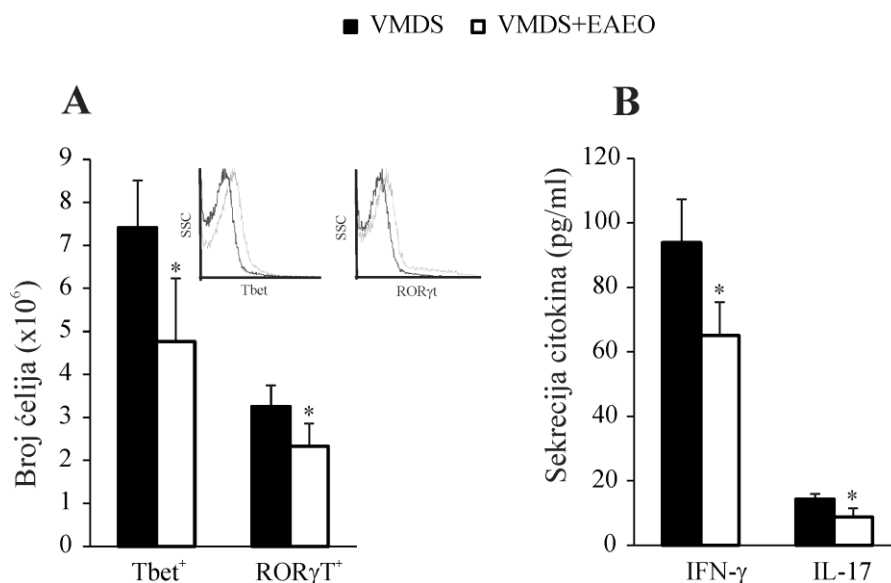 VMDS VMDS+EAEO
A
Broj ćelija (x10⁶)
9
8
7
6
5
4
3
2
1
0
*
*
SSC
Tbet
SSC
RORγt
Tbet⁺ RORγT⁺
B
Sekrecija citokina (pg/ml)
120
100
80
60
40
20
0
*
*
IFN-γ IL-17